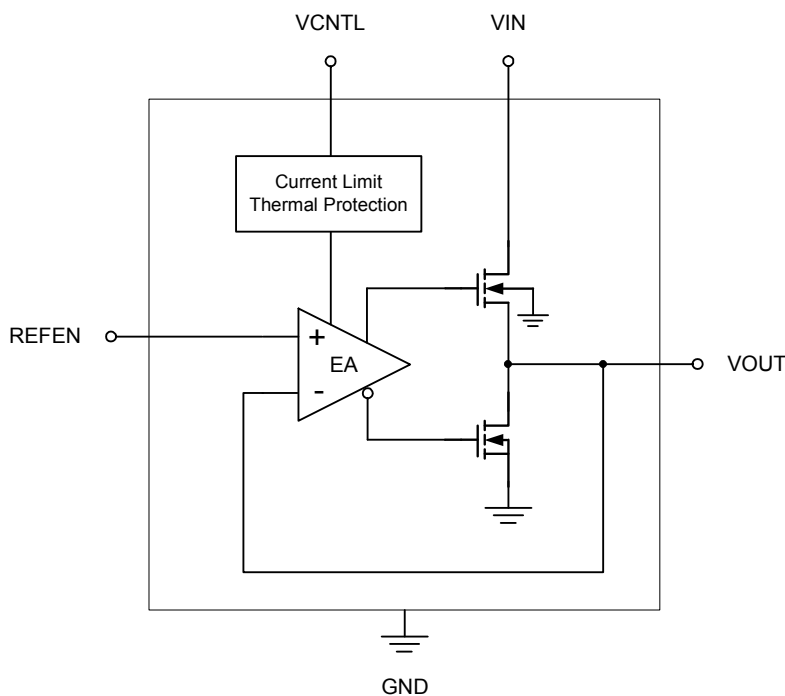 VCNTL
VIN
Current Limit
Thermal Protection
REFEN
+
EA
-
VOUT
GND